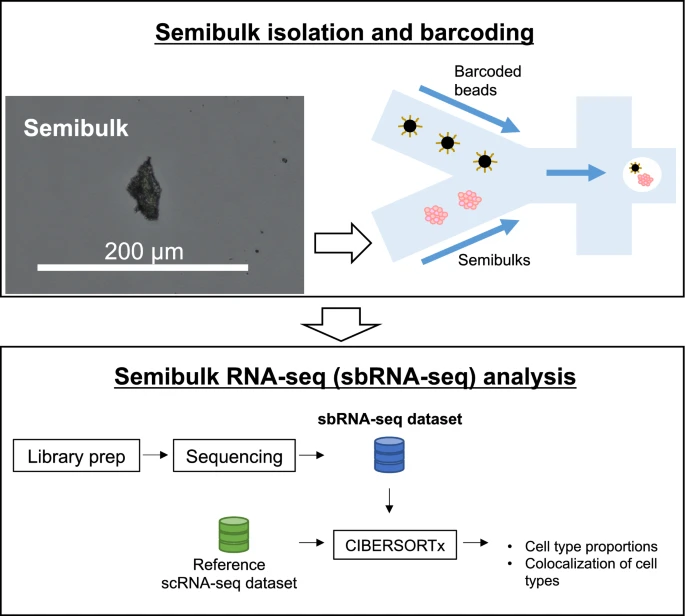 Semibulk isolation and barcoding
Barcoded
beads
Semibulk
200 µm
Semibulks
Semibulk RNA-seq (sbRNA-seq) analysis
sbRNA-seq dataset
Library prep
Sequencing
CIBERSORTx
Reference
scRNA-seq dataset
• Cell type proportions
• Colocalization of cell
types